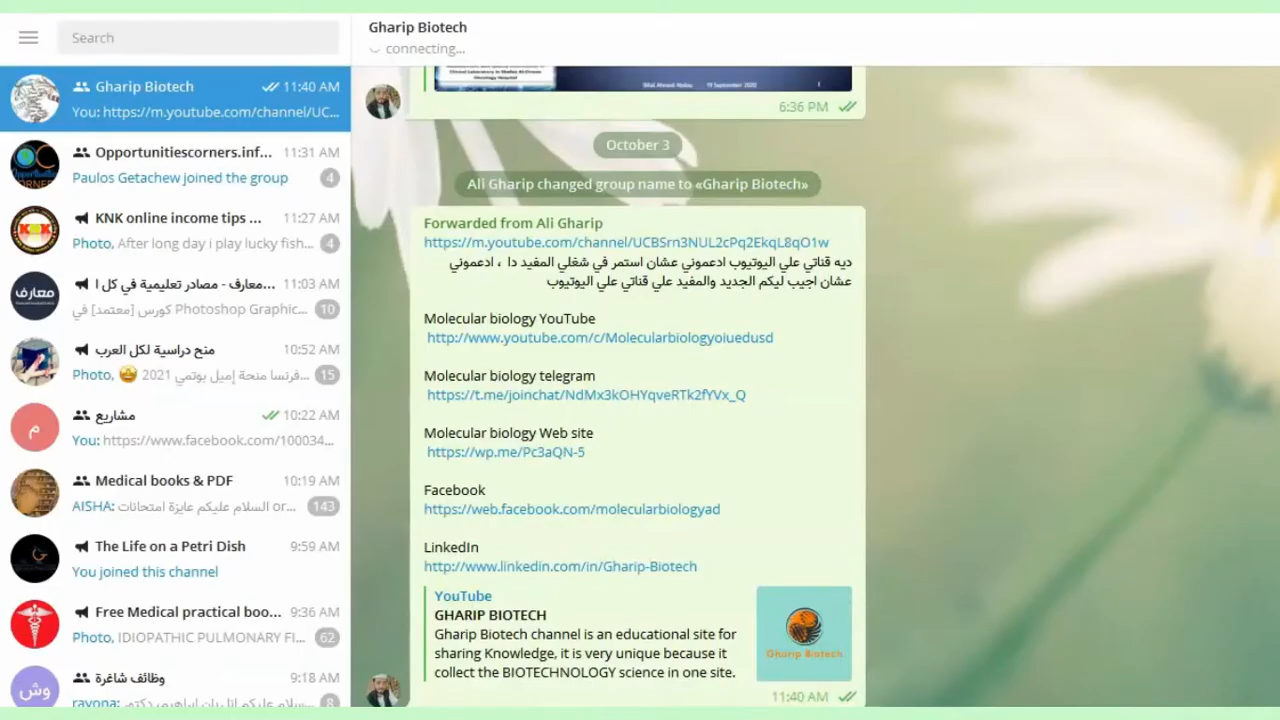 Search
Gharip Biotech
11:40 AM
You: https://m.youtube.com/channel/UC...
Opportunitiescorners.inf...
11:31 AM
Paulos Getachew joined the group
4
KNK online income tips ...
11:27 AM
Photo, After long day i play lucky fish...
4
معارف - مصادر تعليمية في كل ا...
11:03 AM
كورس [معتمد] في Photoshop Graphic...
10
منح دراسية لكل العرب
10:52 AM
Photo, 🤩 فرنسا منحة إميل بوتمي 2021...
15
مشاريع
10:22 AM
You: https://www.facebook.com/100034...
Medical books & PDF
10:19 AM
AISHA: السلام عليكم عايزة امتحانات or...
143
The Life on a Petri Dish
9:59 AM
You joined this channel
Free Medical practical boo...
9:36 AM
Photo, IDIOPATHIC PULMONARY FI...
62
وظائف شاغرة
9:18 AM
rayona:
8
Gharip Biotech
connecting...
Clinical Laboratory in
Oncology Hospital
19 September 2020
6:36 PM
October 3
Ali Gharip changed group name to «Gharip Biotech»
Forwarded from Ali Gharip
https://m.youtube.com/channel/UCBSrn3NUL2cPq2EkqL8qO1w
ديه قناتي علي اليوتيوب ادعموني عشان استمر في شغلي المفيد دا ، ادعموني
عشان اجيب ليكم الجديد والمفيد علي قناتي علي اليوتيوب
Molecular biology YouTube
http://www.youtube.com/c/Molecularbiologyoiuedusd
Molecular biology telegram
https://t.me/joinchat/NdMx3kOHYqveRTk2fYVx_Q
Molecular biology Web site
https://wp.me/Pc3aQN-5
Facebook
https://web.facebook.com/molecularbiologyad
LinkedIn
http://www.linkedin.com/in/Gharip-Biotech
YouTube
GHARIP BIOTECH
Gharip Biotech channel is an educational site for
sharing Knowledge, it is very unique because it
collect the BIOTECHNOLOGY science in one site.
Gharip Biotech
11:40 AM